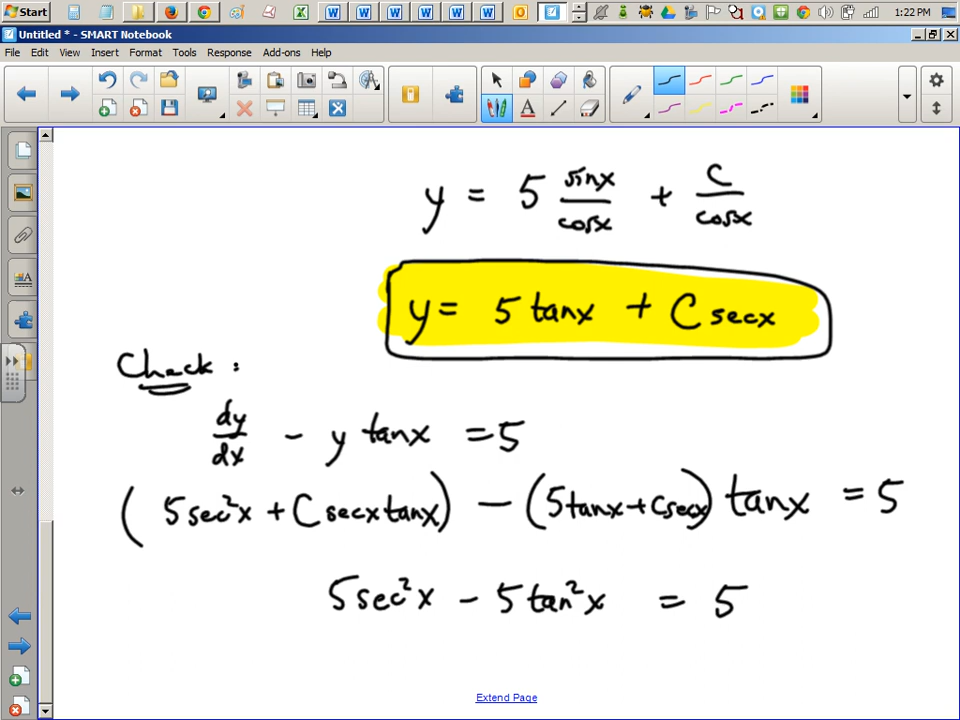 Start
1:22 PM
Untitled * - SMART Notebook
File Edit View Insert Format Tools Response Add-ons Help
y = 5 sinx/cosx + C/cosx
y = 5 tanx + C secx
Check :
dy/dx - y tanx = 5
(5sec²x + C secx tanx) - (5tanx + Csecx) tanx = 5
5sec²x - 5tan²x = 5
Extend Page